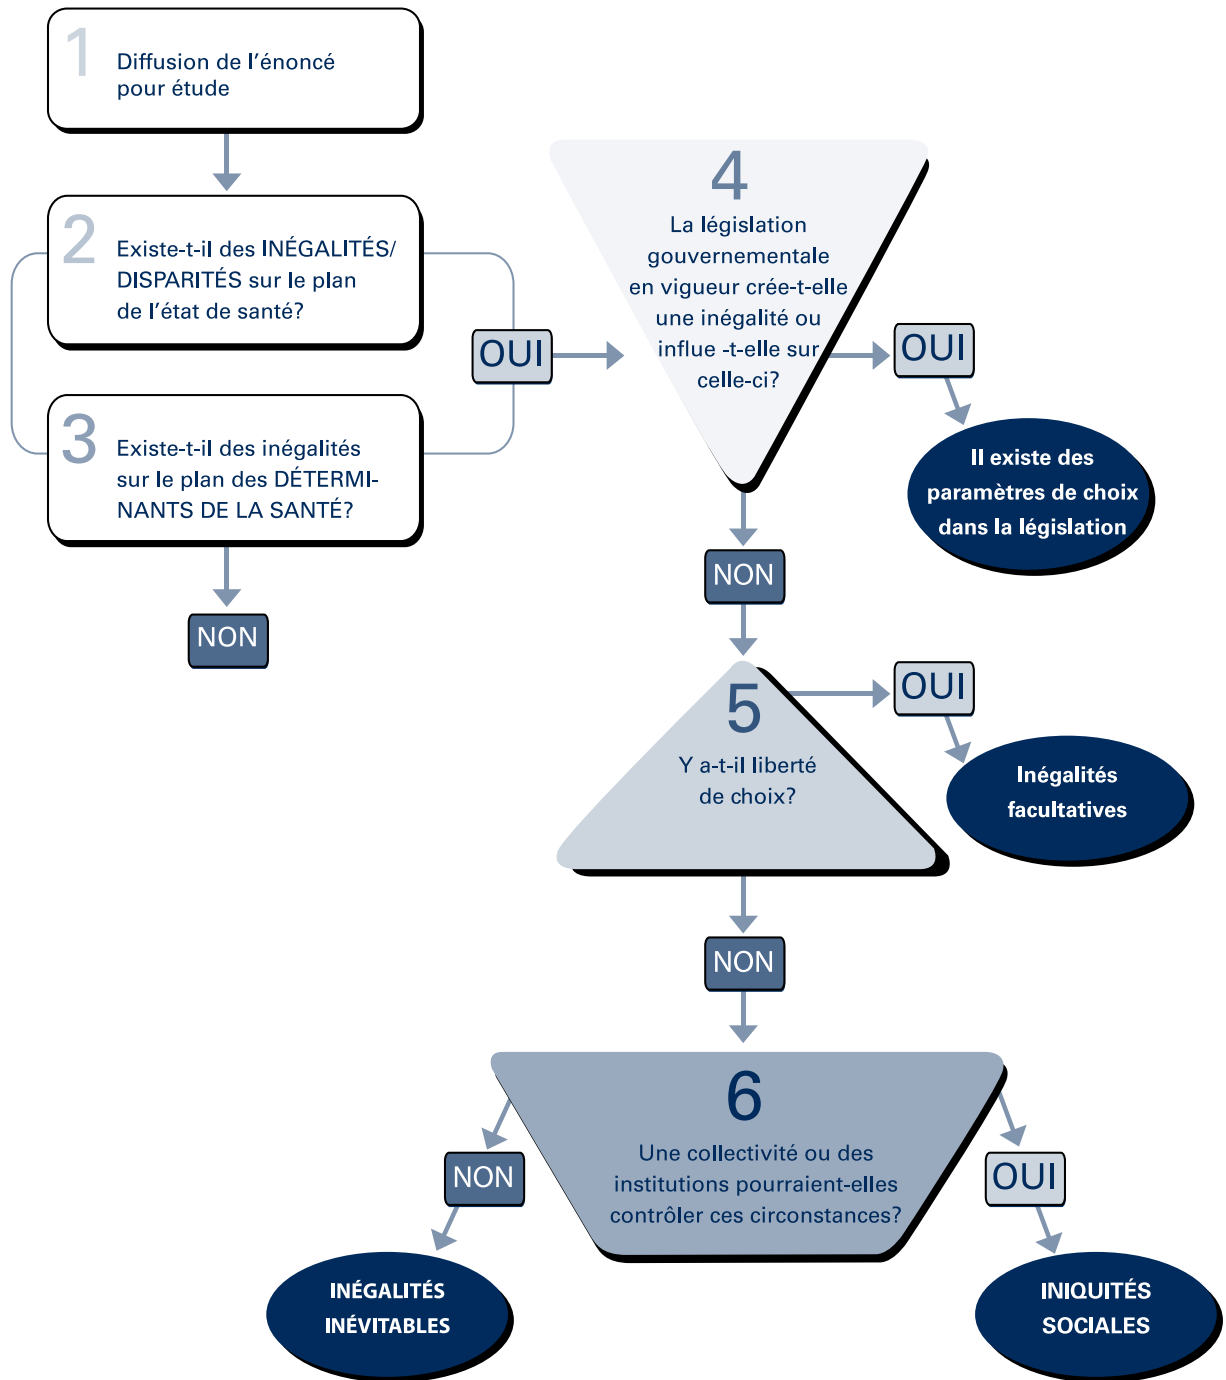 1
Diffusion de l'énoncé
pour étude
2
Existe-t-il des INÉGALITÉS/
DISPARITÉS sur le plan
de l'état de santé?
3
Existe-t-il des inégalités
sur le plan des DÉTERMI-
NANTS DE LA SANTÉ?
NON
OUI
4
La législation
gouvernementale
en vigueur crée-t-elle
une inégalité ou
influe -t-elle sur
celle-ci?
OUI
Il existe des
paramètres de choix
dans la législation
NON
5
Y a-t-il liberté
de choix?
OUI
Inégalités
facultatives
NON
6
Une collectivité ou des
institutions pourraient-elles
contrôler ces circonstances?
NON
INÉGALITÉS
INÉVITABLES
OUI
INIQUITÉS
SOCIALES